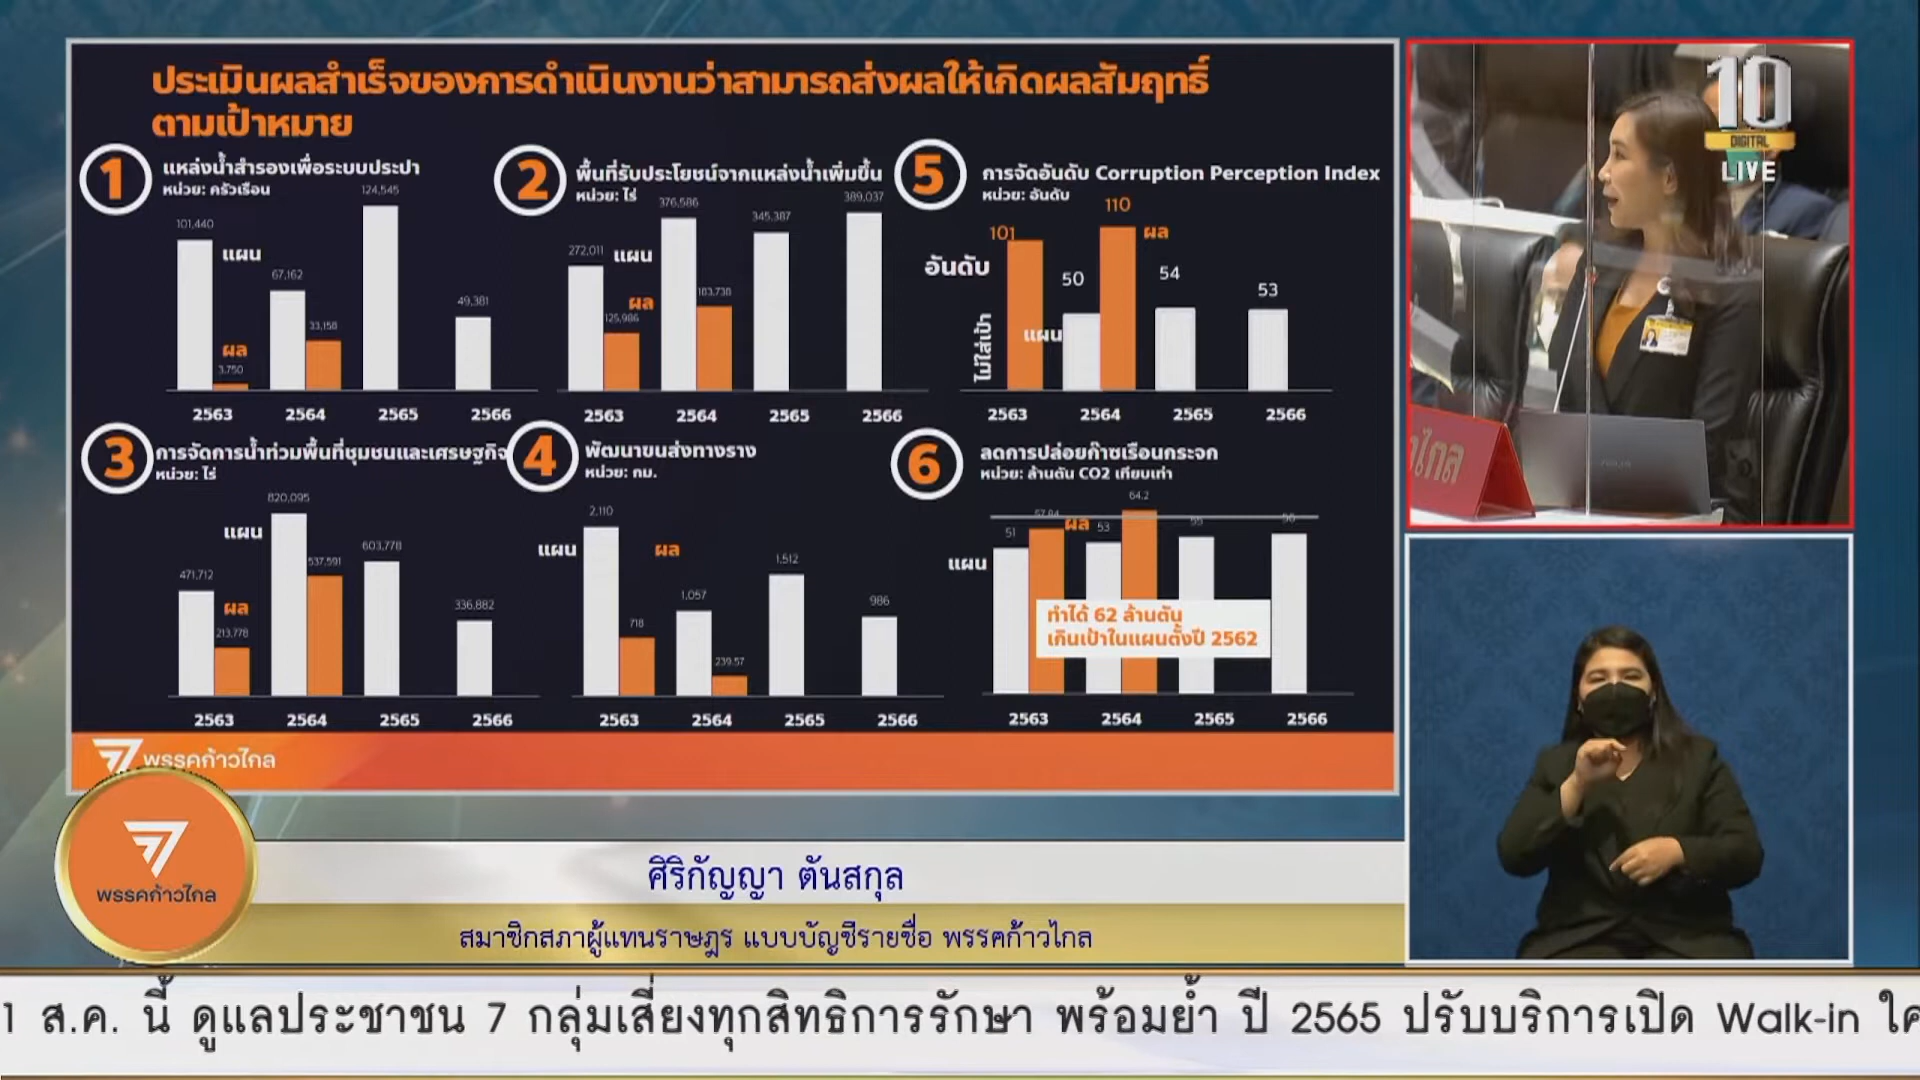 ประเมินผลสำเร็จของการดำเนินงานว่าสามารถส่งผลให้เกิดผลสัมฤทธิ์
ตามเป้าหมาย
1
แหล่งน้ำสำรองเพื่อระบบประปา
หน่วย: ครัวเรือน
124,545
101,440
แผน
67,162
33,158
49,381
ผล
3,750
2563 2564 2565 2566
2
พื้นที่รับประโยชน์จากแหล่งน้ำเพิ่มขึ้น
หน่วย: ไร่
376,586
345,387
389,037
272,011
แผน
ผล
183,738
125,986
2563 2564 2565 2566
5
การจัดอันดับ Corruption Perception Index
หน่วย: อันดับ
110
101
ผล
อันดับ
50
54
53
ไม่ใส่เป้า
แผน
2563 2564 2565 2566
3
การจัดการน้ำท่วมพื้นที่ชุมชนและเศรษฐกิจ
หน่วย: ไร่
820,095
แผน
603,778
537,591
471,712
ผล
336,882
213,778
2563 2564 2565 2566
4
พัฒนาขนส่งทางราง
หน่วย: กม.
2,110
แผน
ผล
1,512
1,057
986
718
239.57
2563 2564 2565 2566
6
ลดการปล่อยก๊าซเรือนกระจก
หน่วย: ล้านตัน CO2 เทียบเท่า
64.2
57.84
ผล
51
53
55
56
แผน
ทำได้ 62 ล้านตัน
เกินเป้าในแผนตั้งปี 2562
2563 2564 2565 2566
พรรคก้าวไกล
10
DIGITAL
LIVE
พรรคก้าวไกล
ศิริกัญญา ตันสกุล
สมาชิกสภาผู้แทนราษฎร แบบบัญชีรายชื่อ พรรคก้าวไกล
1 ส.ค. นี้ ดูแลประชาชน 7 กลุ่มเสี่ยงทุกสิทธิการรักษา พร้อมย้ำ ปี 2565 ปรับบริการเปิด Walk-in